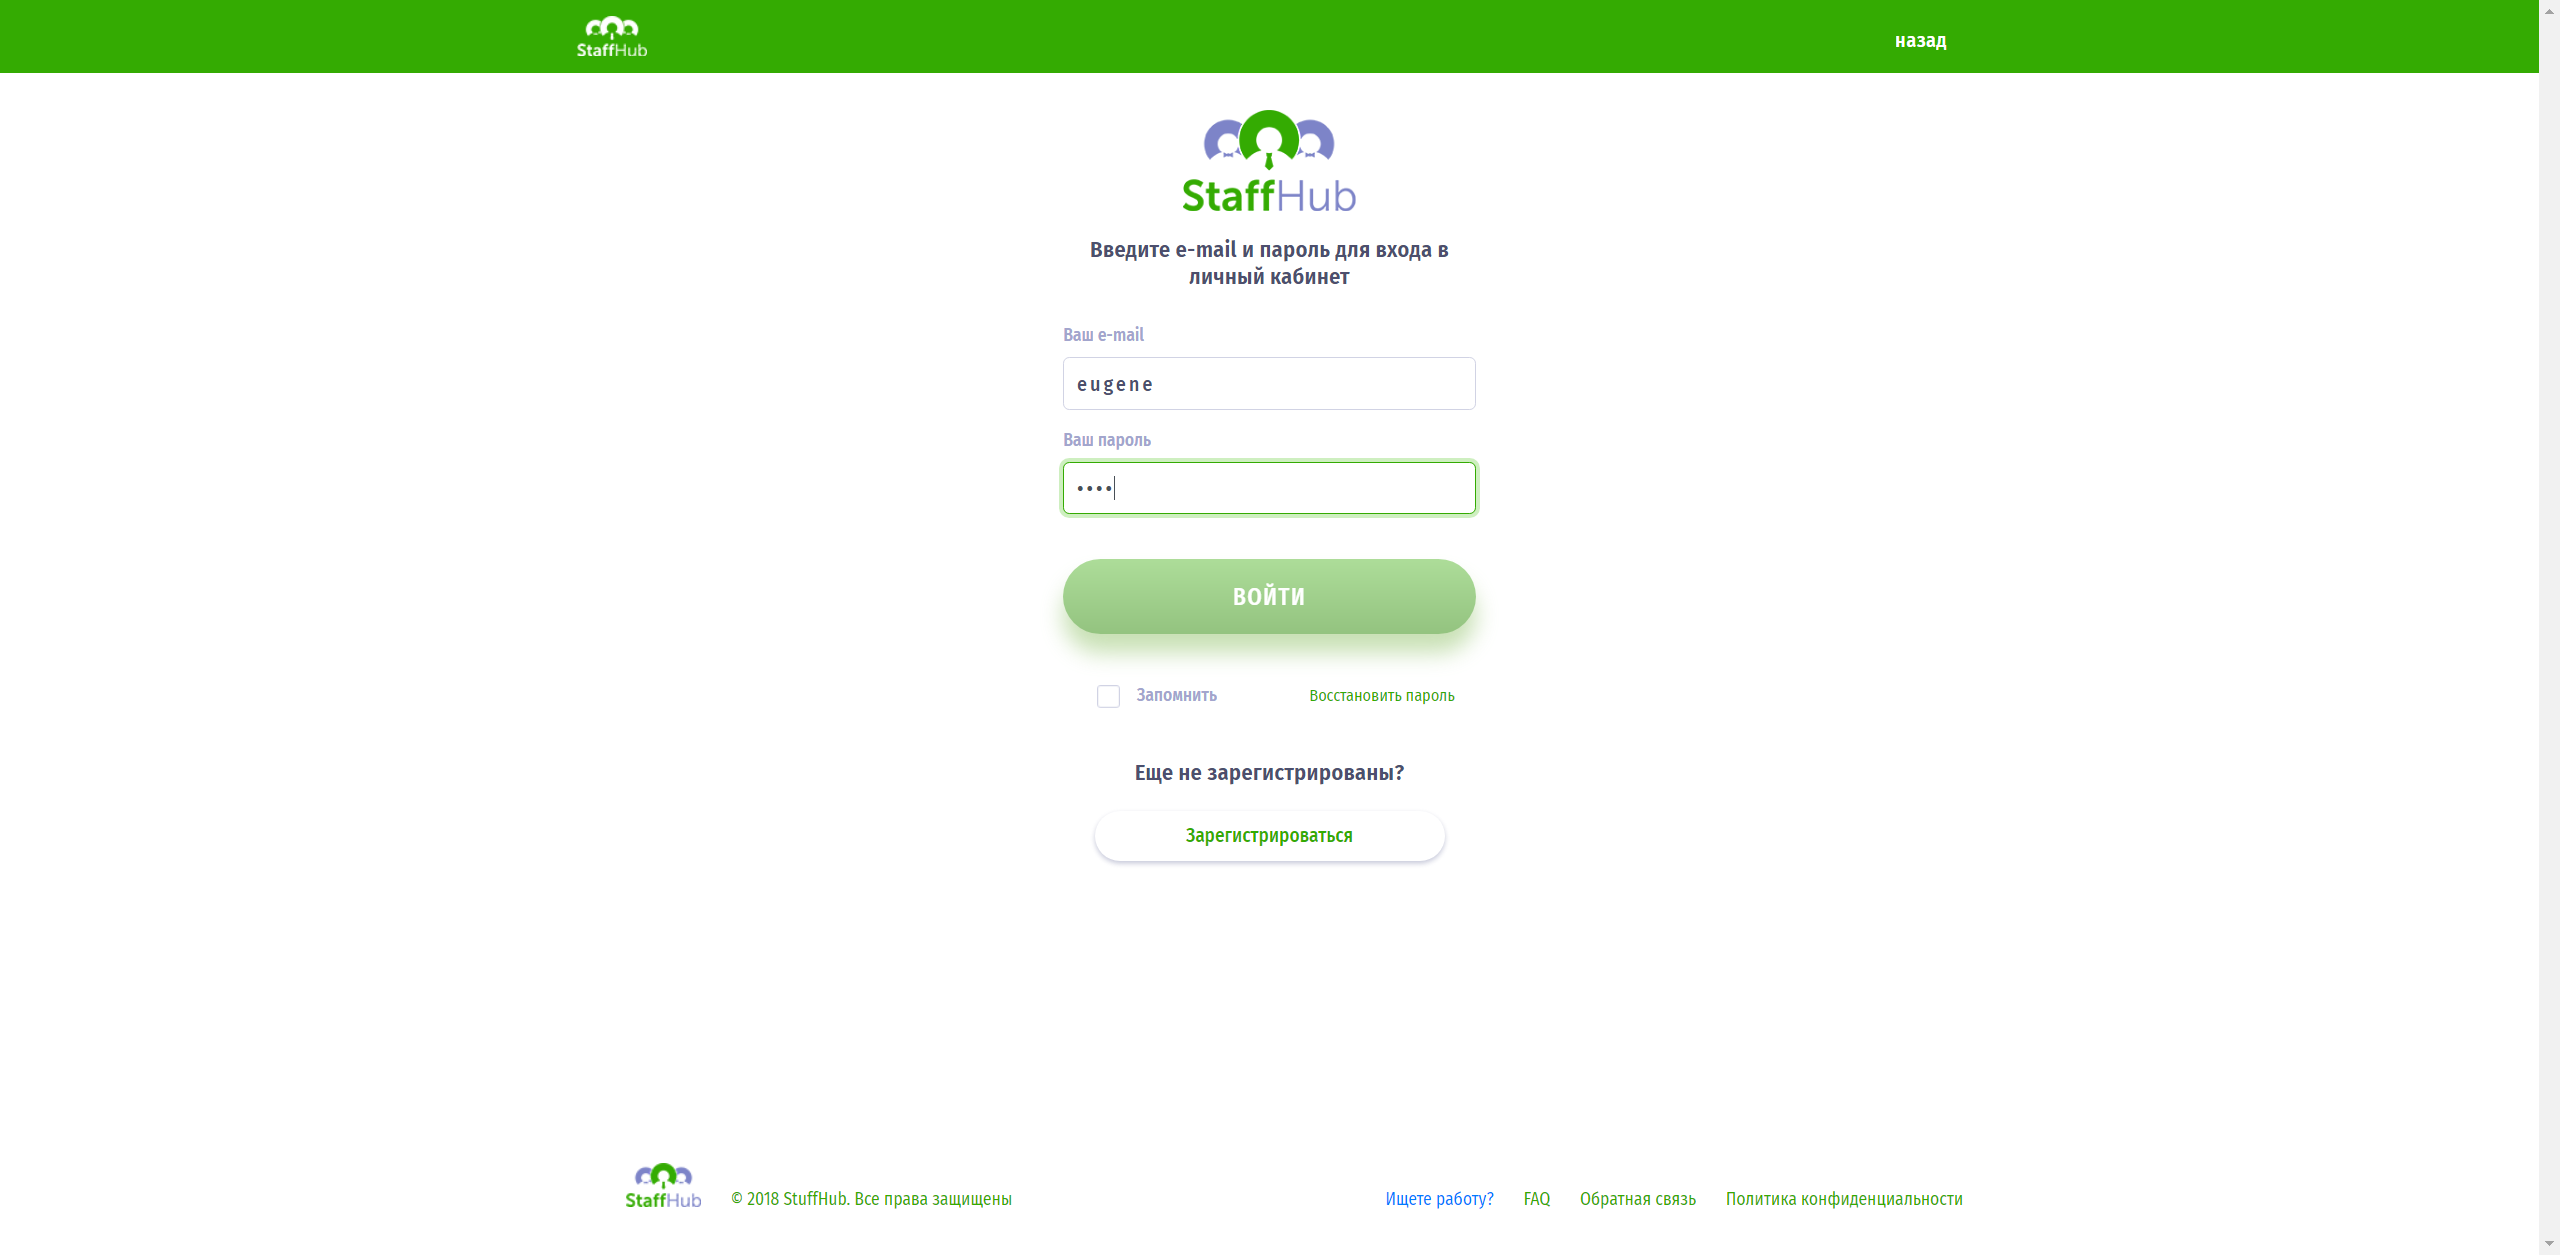 StaffHub
назад
StaffHub
Введите e-mail и пароль для входа в
личный кабинет
Ваш e-mail
eugene
Ваш пароль
••••
ВОЙТИ
Запомнить
Восстановить пароль
Еще не зарегистрированы?
Зарегистрироваться
StaffHub
© 2018 StuffHub. Все права защищены
Ищете работу?
FAQ
Обратная связь
Политика конфиденциальности